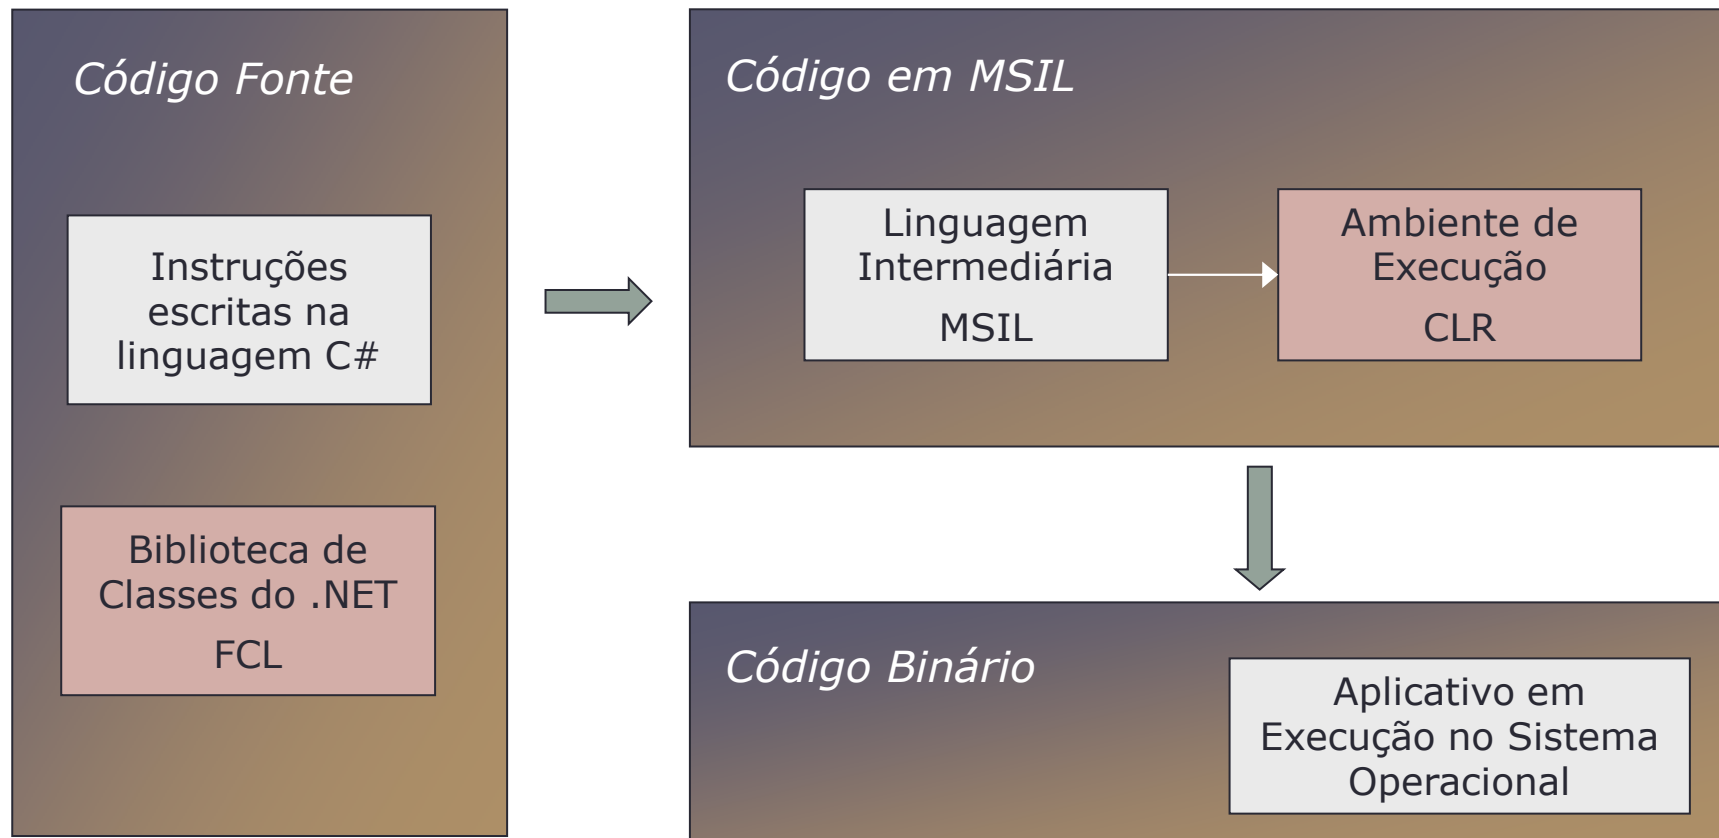 Código Fonte
Instruções
escritas na
linguagem C#
Biblioteca de
Classes do .NET
FCL
Código em MSIL
Linguagem
Intermediária
MSIL
Ambiente de
Execução
CLR
Código Binário
Aplicativo em
Execução no Sistema
Operacional